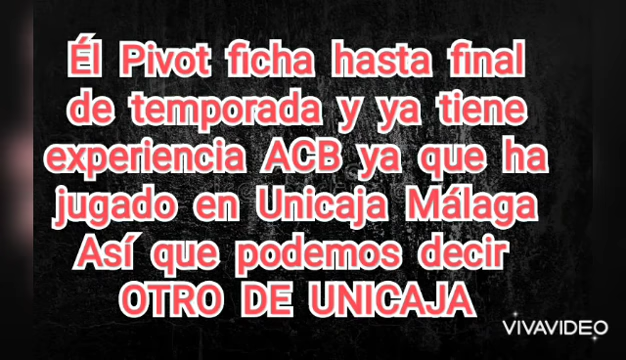 Él Pivot ficha hasta final
de temporada y ya tiene
experiencia ACB ya que ha
jugado en Unicaja Málaga
Así que podemos decir
OTRO DE UNICAJA
VIVAVIDEO